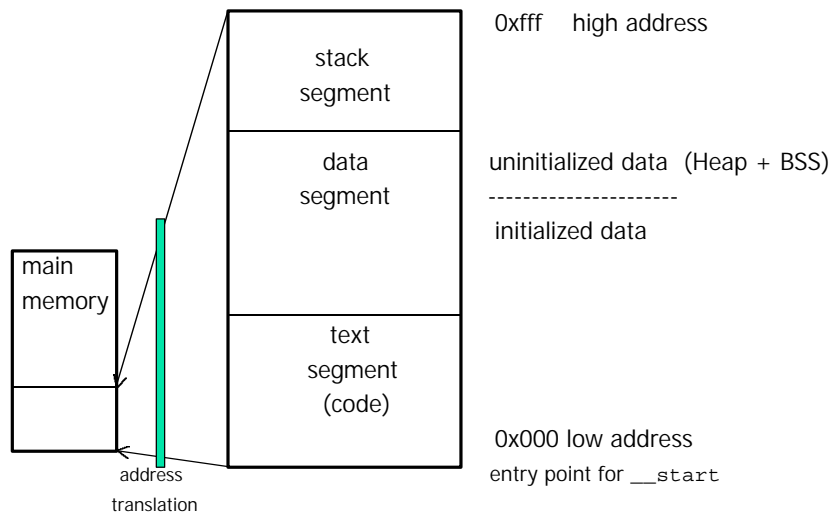 0xfff high address
stack
segment
data
segment
uninitialized data (Heap + BSS)
----------------------
initialized data
main
memory
text
segment
(code)
0x000 low address
entry point for __start
address
translation